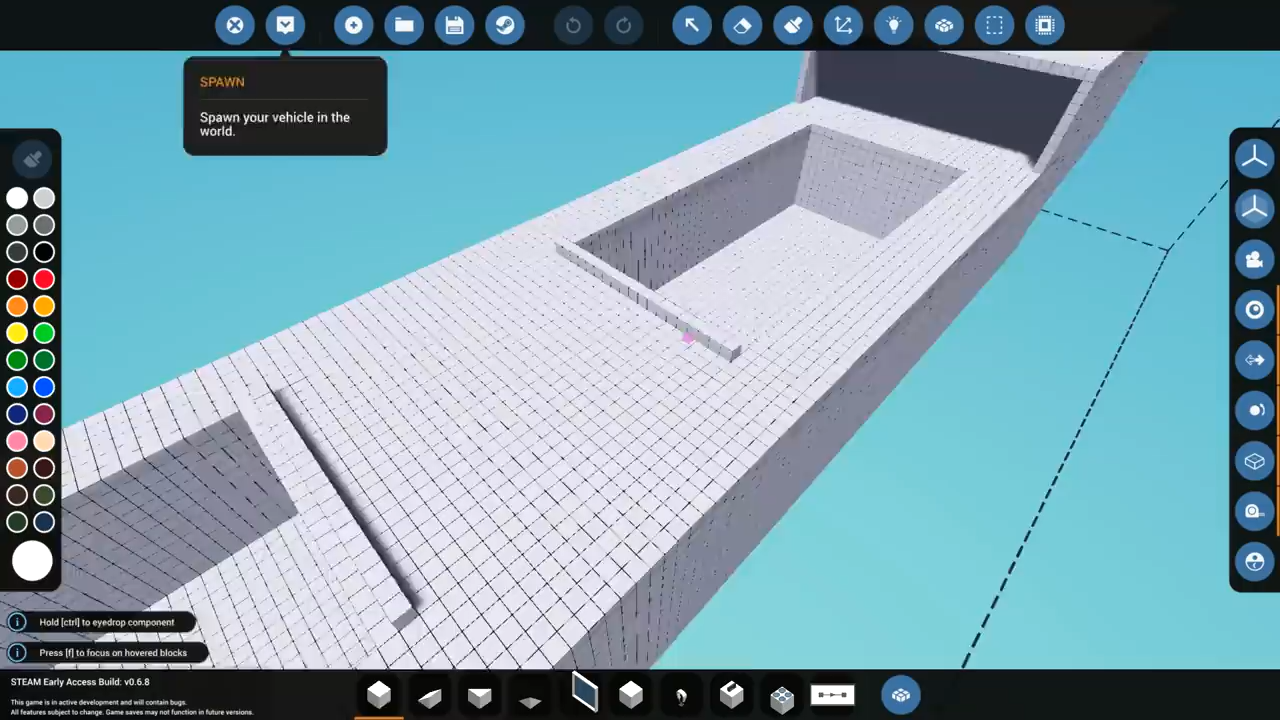 SPAWN
Spawn your vehicle in the
world.
Hold [ctrl] to eyedrop component
Press [f] to focus on hovered blocks
STEAM Early Access Build: v0.6.8
This game is in active development and will contain bugs.
All features subject to change. Game saves may not function in future versions.